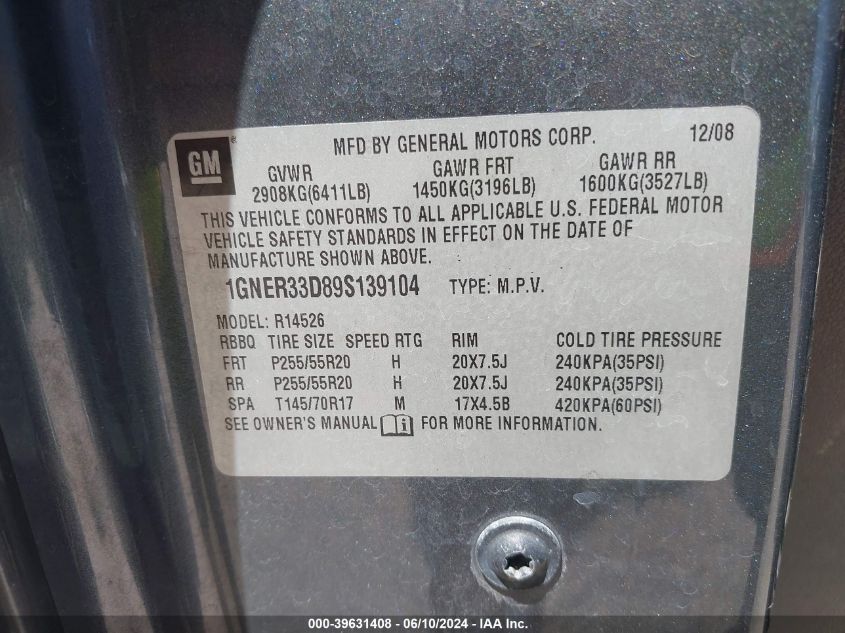 MFD BY GENERAL MOTORS CORP. 12/08
GM
GVWR GAWR FRT GAWR RR
2908KG(6411LB) 1450KG(3196LB) 1600KG(3527LB)
THIS VEHICLE CONFORMS TO ALL APPLICABLE U.S. FEDERAL MOTOR
VEHICLE SAFETY STANDARDS IN EFFECT ON THE DATE OF
MANUFACTURE SHOWN ABOVE.
1GNER33D89S139104 TYPE: M.P.V.
MODEL: R14526
RBBQ TIRE SIZE SPEED RTG RIM COLD TIRE PRESSURE
FRT P255/55R20 H 20X7.5J 240KPA(35PSI)
RR P255/55R20 H 20X7.5J 240KPA(35PSI)
SPA T145/70R17 M 17X4.5B 420KPA(60PSI)
SEE OWNER'S MANUAL FOR MORE INFORMATION.
000-39631408 - 06/10/2024 - IAA Inc.